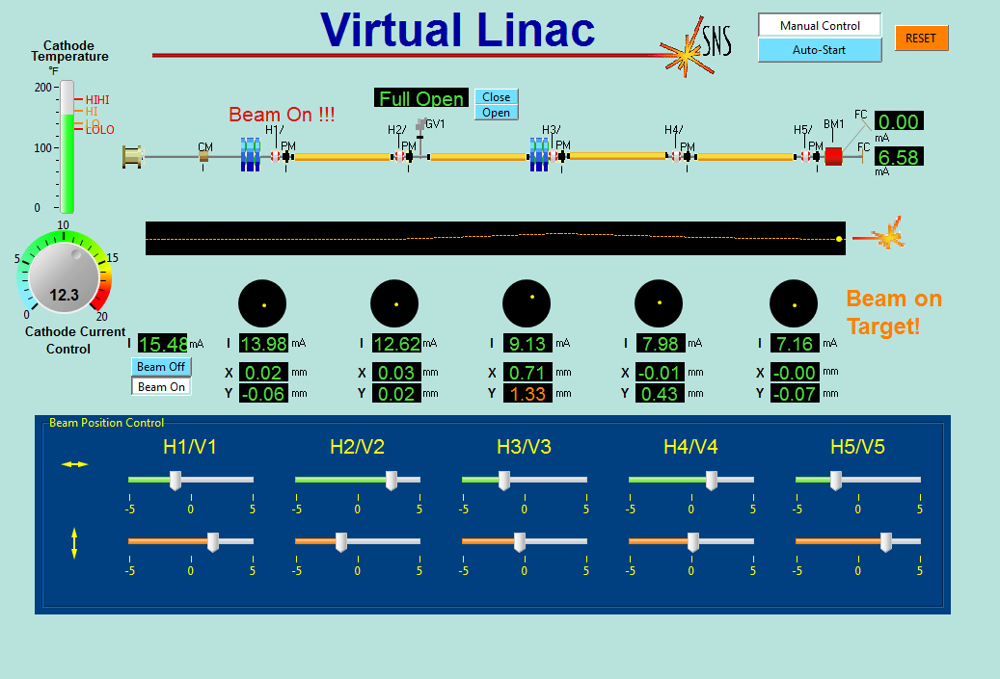 Virtual Linac
SNS
Manual Control
Auto-Start
RESET
Cathode
Temperature
°F
200
HIHI
HI
LO
LOLO
100
0
Full Open
Close
Open
Beam On !!!
CM
H1/
PM
H2/
PM
GV1
H3/
PM
H4/
PM
H5/
PM
BM1
FC
0.00
mA
FC
6.58
mA
10
5
15
12.3
0
20
Cathode Current
Control
Beam on
Target!
I 15.48 mA
I 13.98 mA
I 12.62 mA
I 9.13 mA
I 7.98 mA
I 7.16 mA
Beam Off
Beam On
X 0.02 mm
X 0.03 mm
X 0.71 mm
X -0.01 mm
X -0.00 mm
Y -0.06 mm
Y 0.02 mm
Y 1.33 mm
Y 0.43 mm
Y -0.07 mm
Beam Position Control
H1/V1
H2/V2
H3/V3
H4/V4
H5/V5
-5 0 5
-5 0 5
-5 0 5
-5 0 5
-5 0 5
-5 0 5
-5 0 5
-5 0 5
-5 0 5
-5 0 5